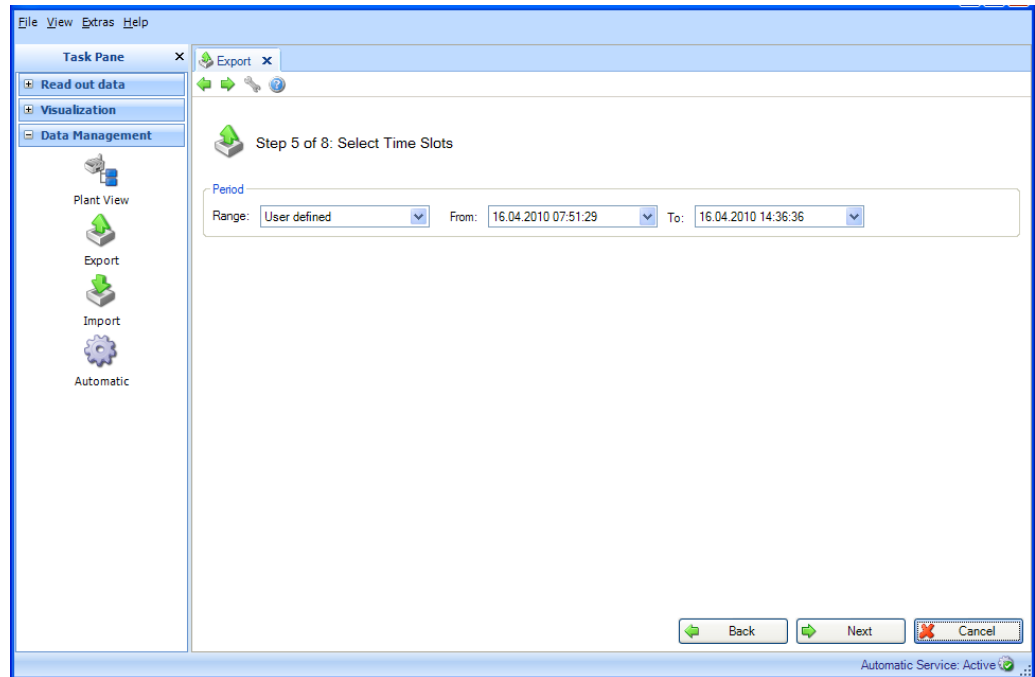 File View Extras Help
Task Pane
Export
Read out data
Visualization
Data Management
Plant View
Export
Import
Automatic
Step 5 of 8: Select Time Slots
Period
Range: User defined From: 16.04.2010 07:51:29 To: 16.04.2010 14:36:36
Back Next Cancel
Automatic Service: Active